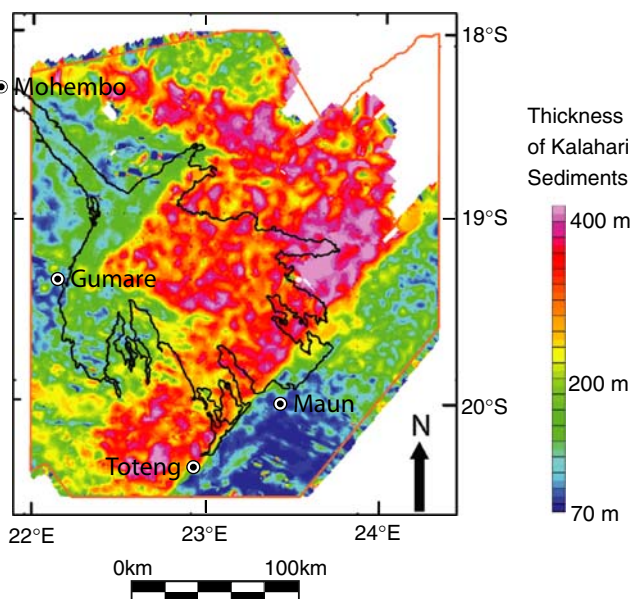 18°S
Mohembo
Thickness
of Kalahari
Sediments
400 m
19°S
Gumare
200 m
Maun
20°S
N
Toteng
70 m
22°E
23°E
24°E
0km
100km